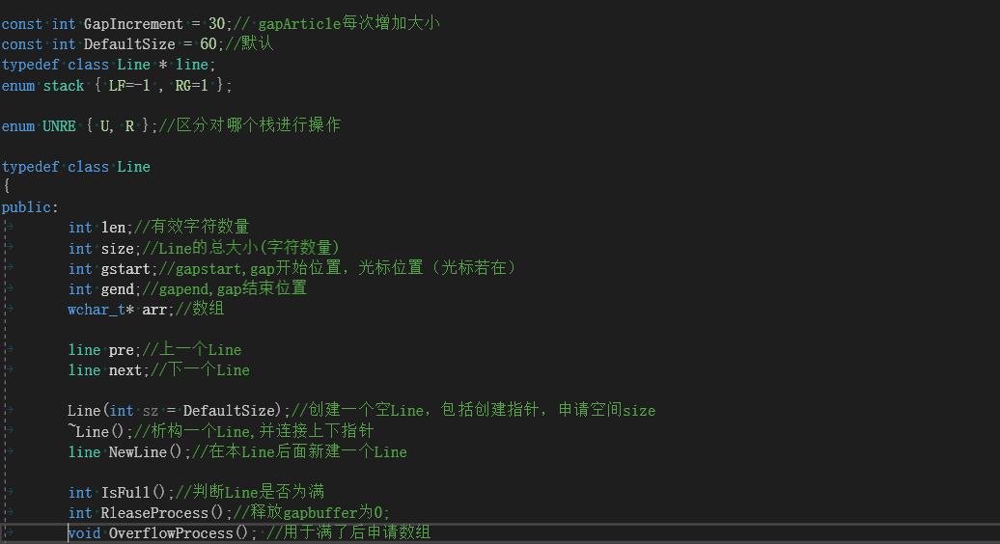 const int GapIncrement = 30;// gapArticle每次增加大小
const int DefaultSize = 60;//默认
typedef class Line * line;
enum stack { LF=-1 , RG=1 };
enum UNRE { U, R };//区分对哪个栈进行操作
typedef class Line
{
public:
int len;//有效字符数量
int size;//Line的总大小(字符数量)
int gstart;//gapstart,gap开始位置，光标位置（光标若在）
int gend;//gapend,gap结束位置
wchar_t* arr;//数组
line pre;//上一个Line
line next;//下一个Line
Line(int sz = DefaultSize);//创建一个空Line，包括创建指针，申请空间size
~Line();//析构一个Line,并连接上下指针
line NewLine();//在本Line后面新建一个Line
int IsFull();//判断Line是否为满
int RleaseProcess();//释放gapbuffer为0;
void OverflowProcess(); //用于满了后申请数组